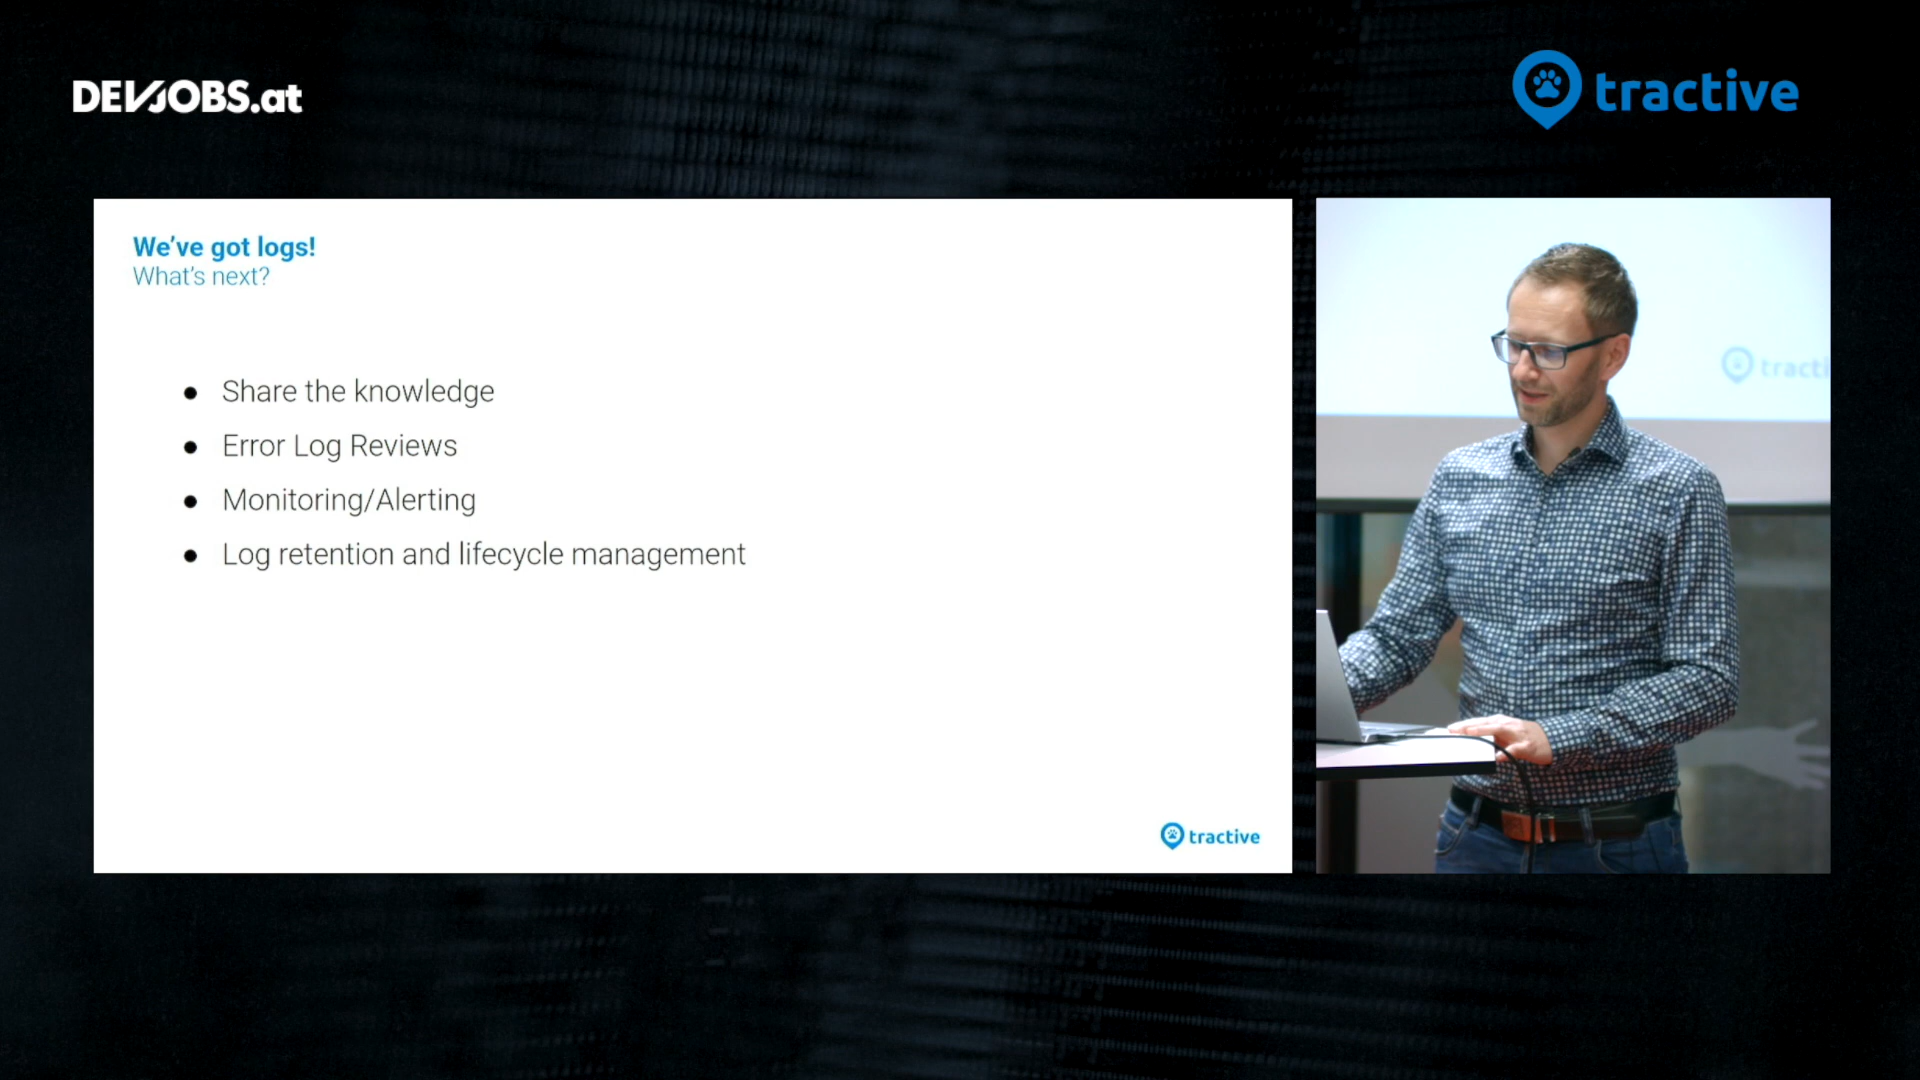 DEVJOBS.at
tractive
We've got logs!
What's next?
Share the knowledge
Error Log Reviews
Monitoring/Alerting
Log retention and lifecycle management
tractive
tracti